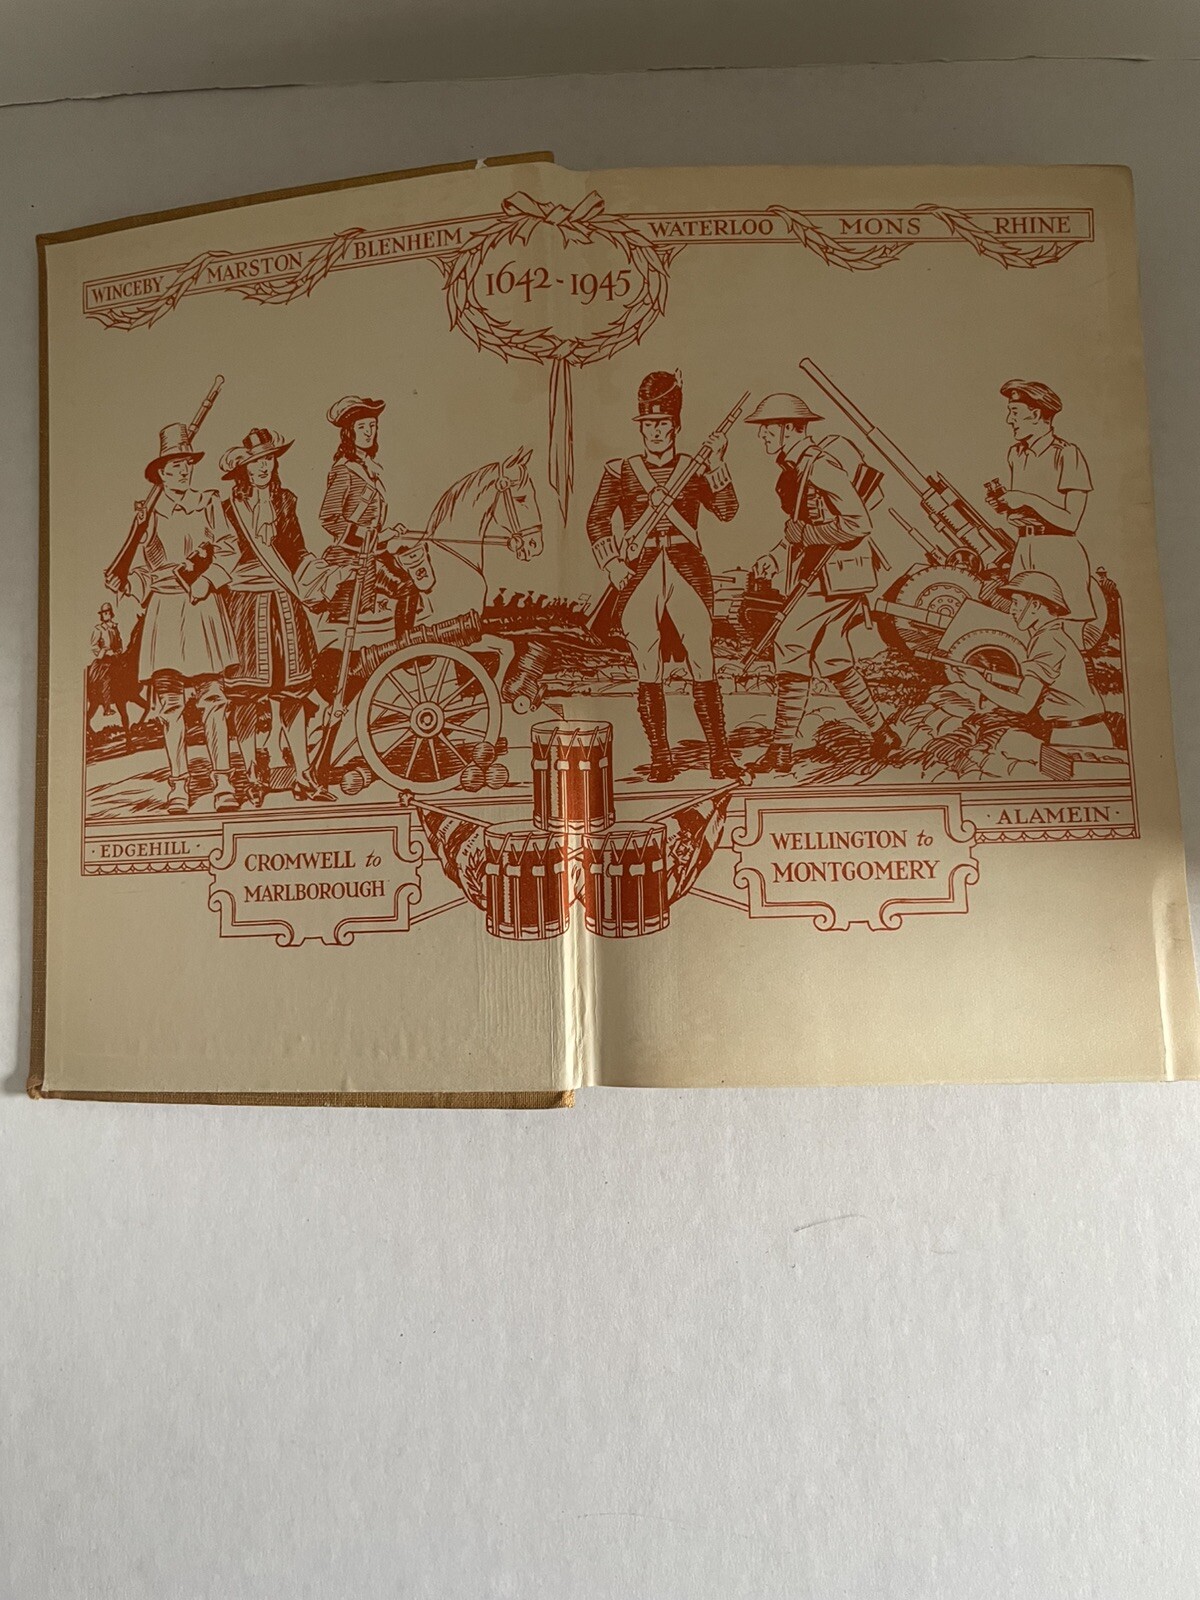 WINCEBY MARSTON BLENHEIM WATERLOO MONS RHINE
1642-1945
· EDGEHILL ·
CROMWELL to
MARLBOROUGH
WELLINGTON to
MONTGOMERY
· ALAMEIN ·